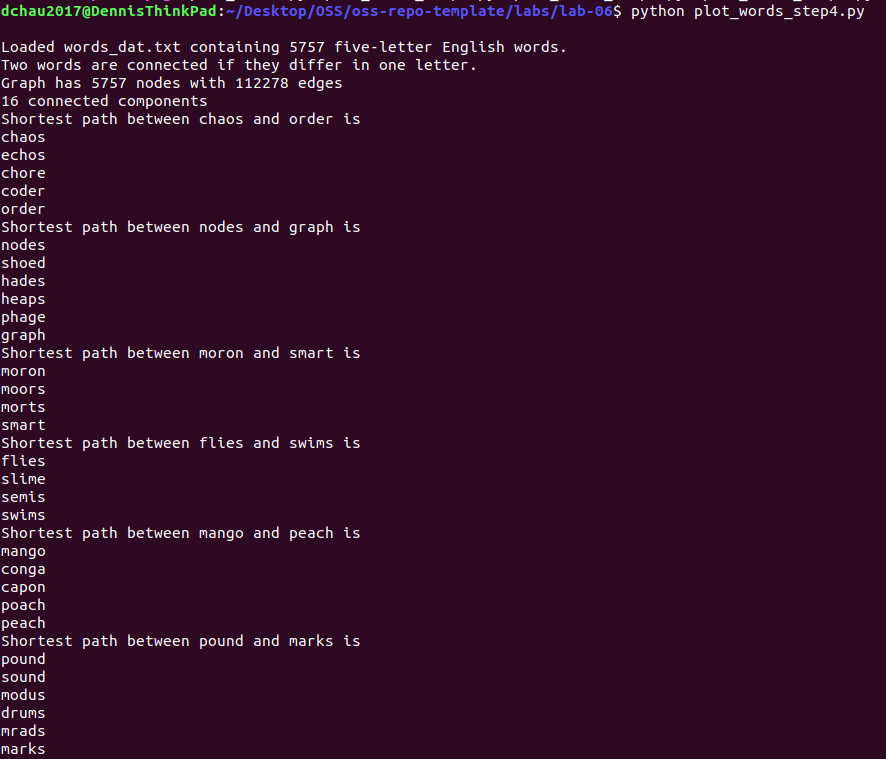 dchau2017@DennisThinkPad:~/Desktop/OSS/oss-repo-template/labs/lab-06$ python plot_words_step4.py
Loaded words_dat.txt containing 5757 five-letter English words.
Two words are connected if they differ in one letter.
Graph has 5757 nodes with 112278 edges
16 connected components
Shortest path between chaos and order is
chaos
echos
chore
coder
order
Shortest path between nodes and graph is
nodes
shoed
hades
heaps
phage
graph
Shortest path between moron and smart is
moron
moors
morts
smart
Shortest path between flies and swims is
flies
slime
semis
swims
Shortest path between mango and peach is
mango
conga
capon
poach
peach
Shortest path between pound and marks is
pound
sound
modus
drums
mrads
marks